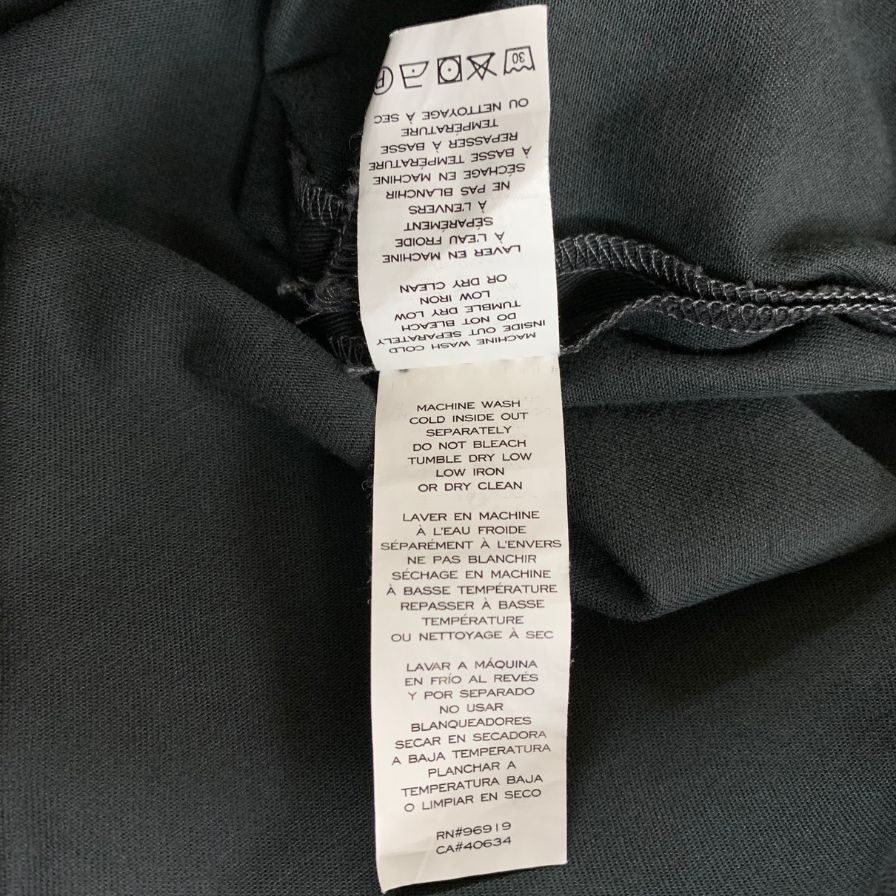 MACHINE WASH COLD
INSIDE OUT SEPARATELY
DO NOT BLEACH
TUMBLE DRY LOW
LOW IRON
OR DRY CLEAN
LAVER EN MACHINE
À L'EAU FROIDE
SÉPARÉMENT
À L'ENVERS
NE PAS BLANCHIR
SÉCHAGE EN MACHINE
À BASSE TEMPÉRATURE
REPASSER À BASSE
TEMPÉRATURE
OU NETTOYAGE À SEC
30
P
MACHINE WASH
COLD INSIDE OUT
SEPARATELY
DO NOT BLEACH
TUMBLE DRY LOW
LOW IRON
OR DRY CLEAN
LAVER EN MACHINE
À L'EAU FROIDE
SÉPARÉMENT À L'ENVERS
NE PAS BLANCHIR
SÉCHAGE EN MACHINE
À BASSE TEMPÉRATURE
REPASSER À BASSE
TEMPÉRATURE
OU NETTOYAGE À SEC
LAVAR A MÁQUINA
EN FRÍO AL REVÉS
Y POR SEPARADO
NO USAR
BLANQUEADORES
SECAR EN SECADORA
A BAJA TEMPERATURA
PLANCHAR A
TEMPERATURA BAJA
O LIMPIAR EN SECO
RN#96919
CA#40634